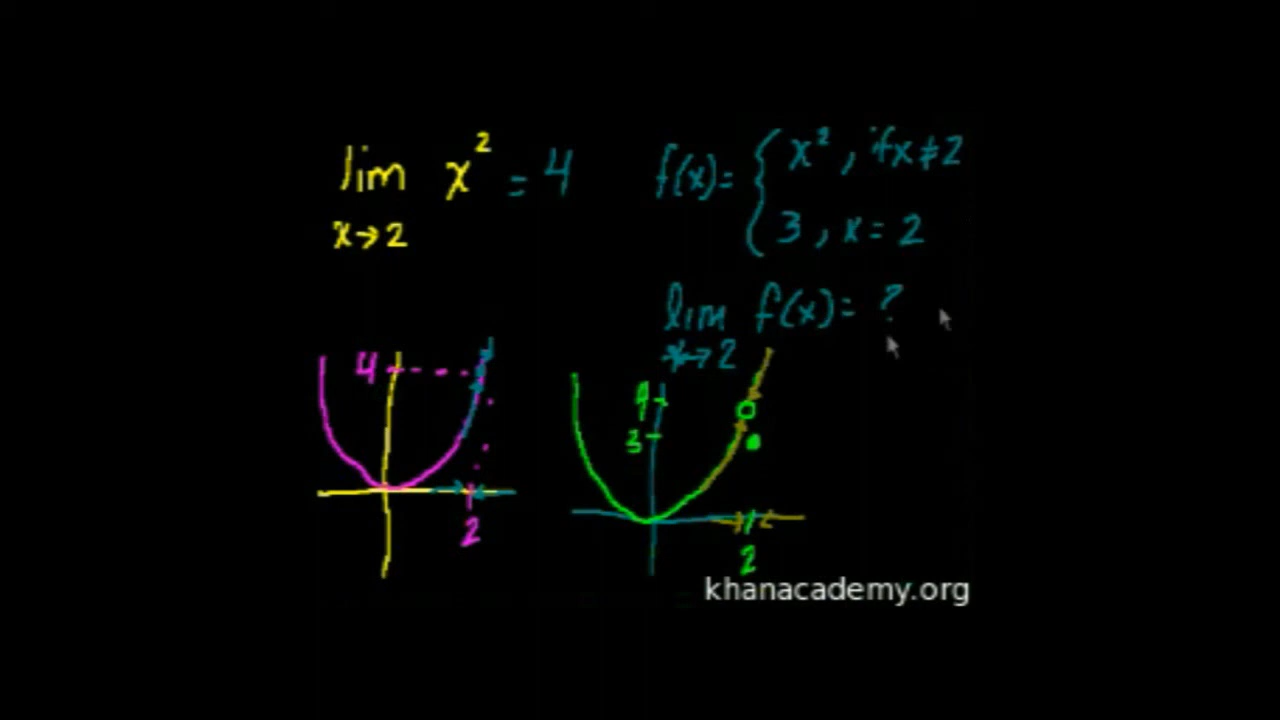 lim x² = 4
x→2
f(x)= { x², if x ≠ 2
3, x = 2
lim f(x) = ?
x→2
4
2
4
3
2
khanacademy.org